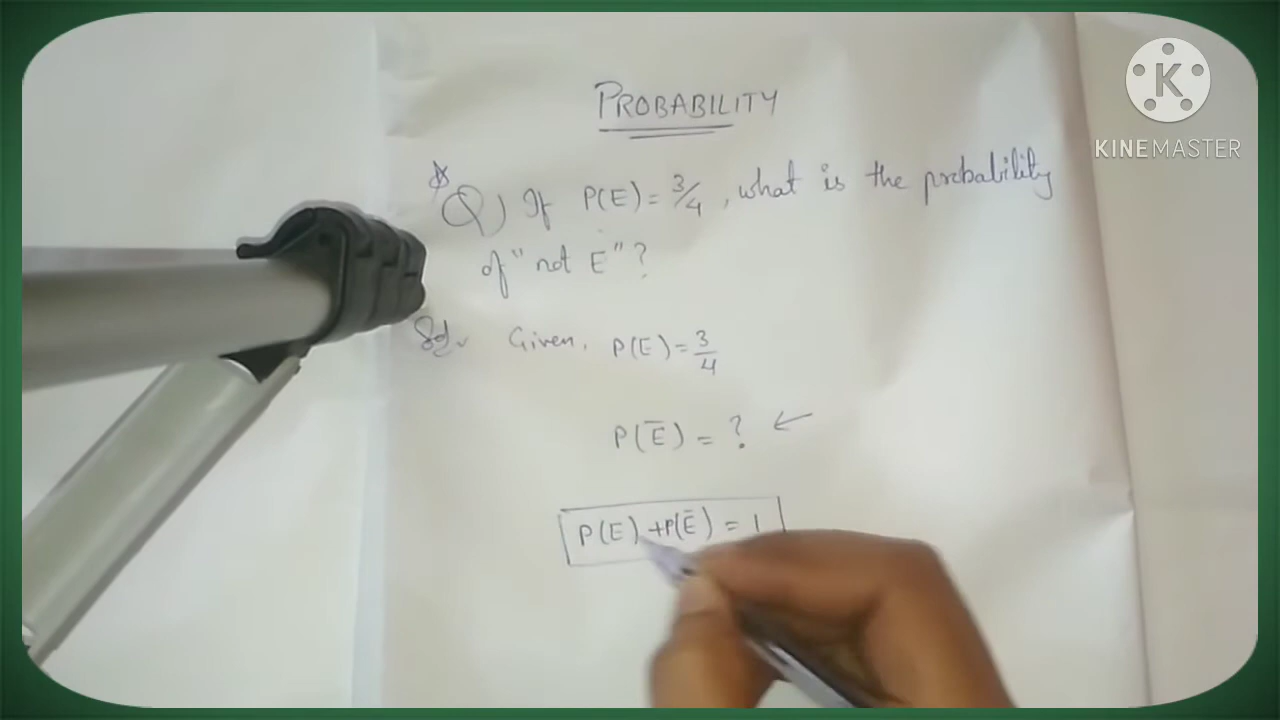 PROBABILITY
KINEMASTER
Q) If P(E) = 3/4, what is the probability
of "not E" ?
Sol. Given, P(E) = 3/4
P(Ē) = ? ←
P(E) + P(Ē) = 1